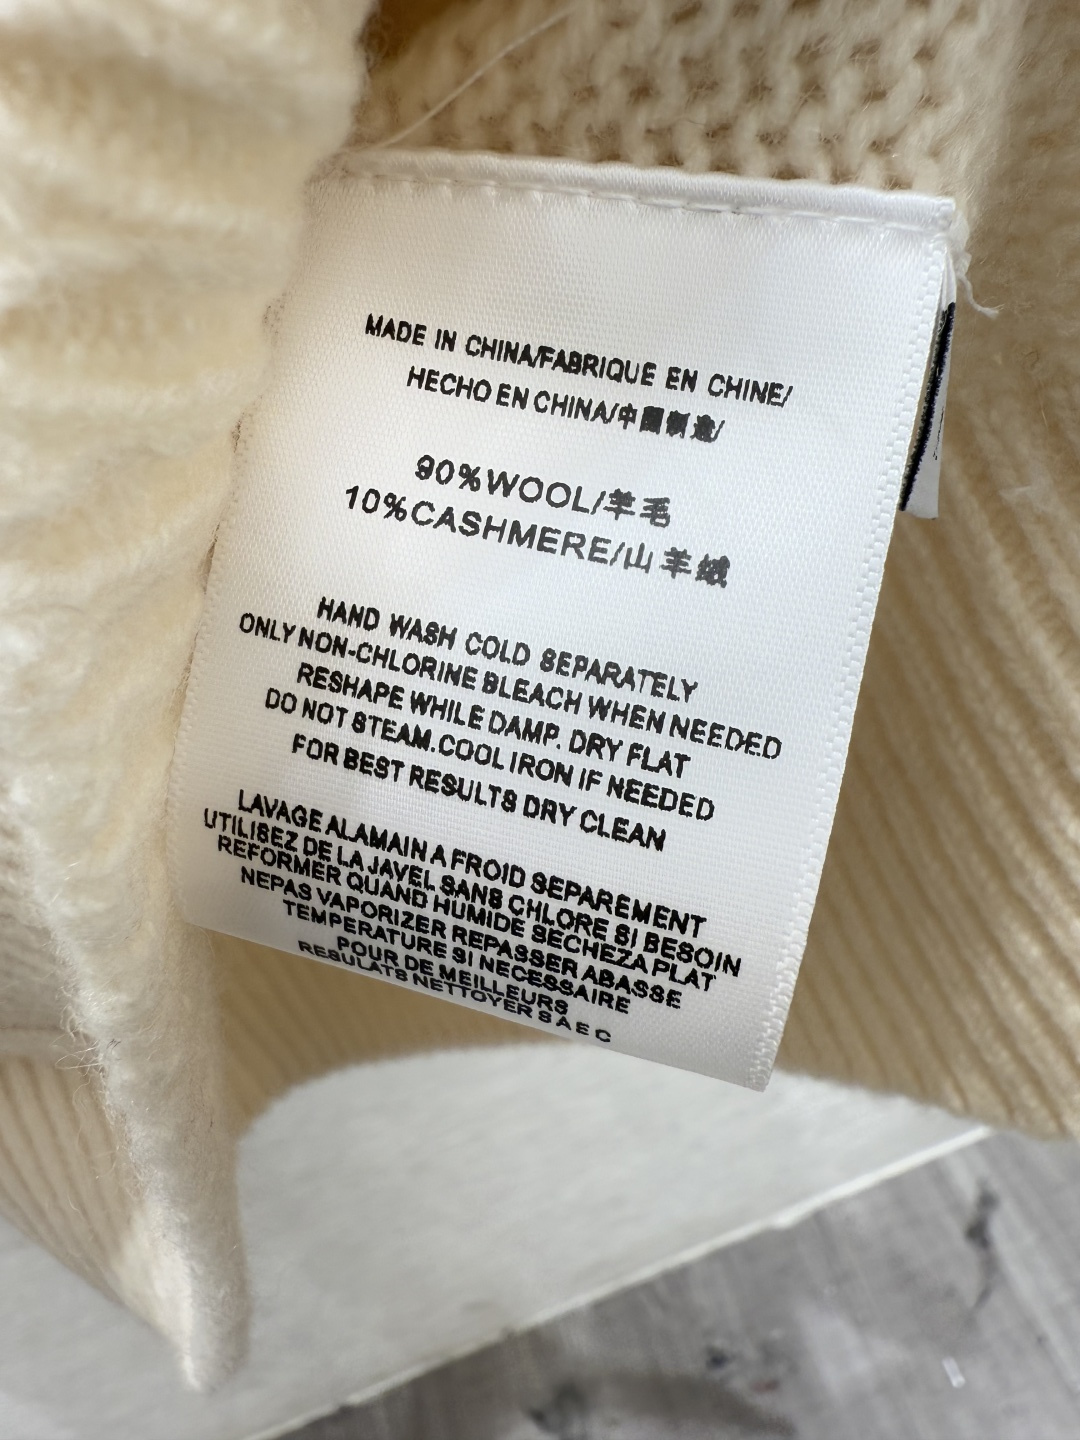 MADE IN CHINA/FABRIQUE EN CHINE/
HECHO EN CHINA/中國制造/
90%WOOL/羊毛
10%CASHMERE/山羊绒
HAND WASH COLD SEPARATELY
ONLY NON-CHLORINE BLEACH WHEN NEEDED
RESHAPE WHILE DAMP. DRY FLAT
DO NOT STEAM.COOL IRON IF NEEDED
FOR BEST RESULTS DRY CLEAN
LAVAGE ALAMAIN A FROID SEPAREMENT
UTILISEZ DE LA JAVEL SANS CHLORE SI BESOIN
REFORMER QUAND HUMIDE SECHEZA PLAT
NEPAS VAPORIZER REPASSER ABASSE
TEMPERATURE SI NECESSAIRE
POUR DE MEILLEURS
RESULATS NETTOYER S A E C